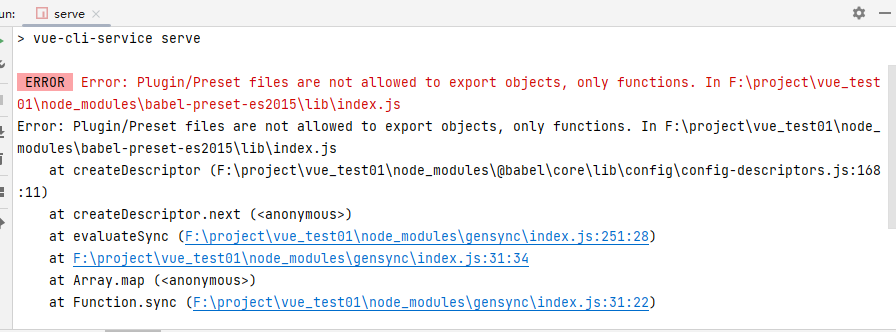 un:
serve
> vue-cli-service serve
ERROR Error: Plugin/Preset files are not allowed to export objects, only functions. In F:\project\vue_test
01\node_modules\babel-preset-es2015\lib\index.js
Error: Plugin/Preset files are not allowed to export objects, only functions. In F:\project\vue_test01\node_
modules\babel-preset-es2015\lib\index.js
at createDescriptor (F:\project\vue_test01\node_modules\@babel\core\lib\config\config-descriptors.js:168
:11)
at createDescriptor.next (<anonymous>)
at evaluateSync (F:\project\vue_test01\node_modules\gensync\index.js:251:28)
at F:\project\vue_test01\node_modules\gensync\index.js:31:34
at Array.map (<anonymous>)
at Function.sync (F:\project\vue_test01\node_modules\gensync\index.js:31:22)